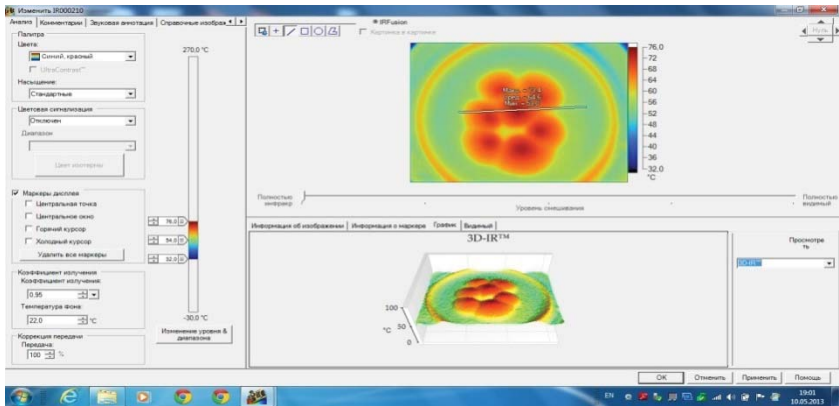 Изменить IR000210
Анализ
Комментарии
Звуковая аннотация
Справочные изображ
Палитра
Цвета:
Синий, красный
UltraContrast™
Насыщение:
Стандартные
Цветовая сигнализация
Отключен
Диапазон
Цвет изотермы
Маркеры дисплея
Центральная точка
Центральное окно
Горячий курсор
Холодный курсор
Удалить все маркеры
Коэффициент излучения
Коэффициент излучения:
0,95
Температура фона:
22,0 °C
Коррекция передачи
Передача:
100 %
270,0 °C
76,0
54,0
32,0
-30,0 °C
Изменение уровня &
диапазона
IRFusion
Картинка в картинке
76,0
72
68
64
60
56
52
48
44
40
36
32,0
°C
Путь
Полностью
инфракр
Уровень смешивания
Полностью
видимый
Информация об изображении
Информация о маркере
График
Видимый
3D-IR™
100
50
0
°C
Просмотре
ть
3D-IR™
OK
Отменить
Применить
Помощь
EN
19:01
10.05.2013